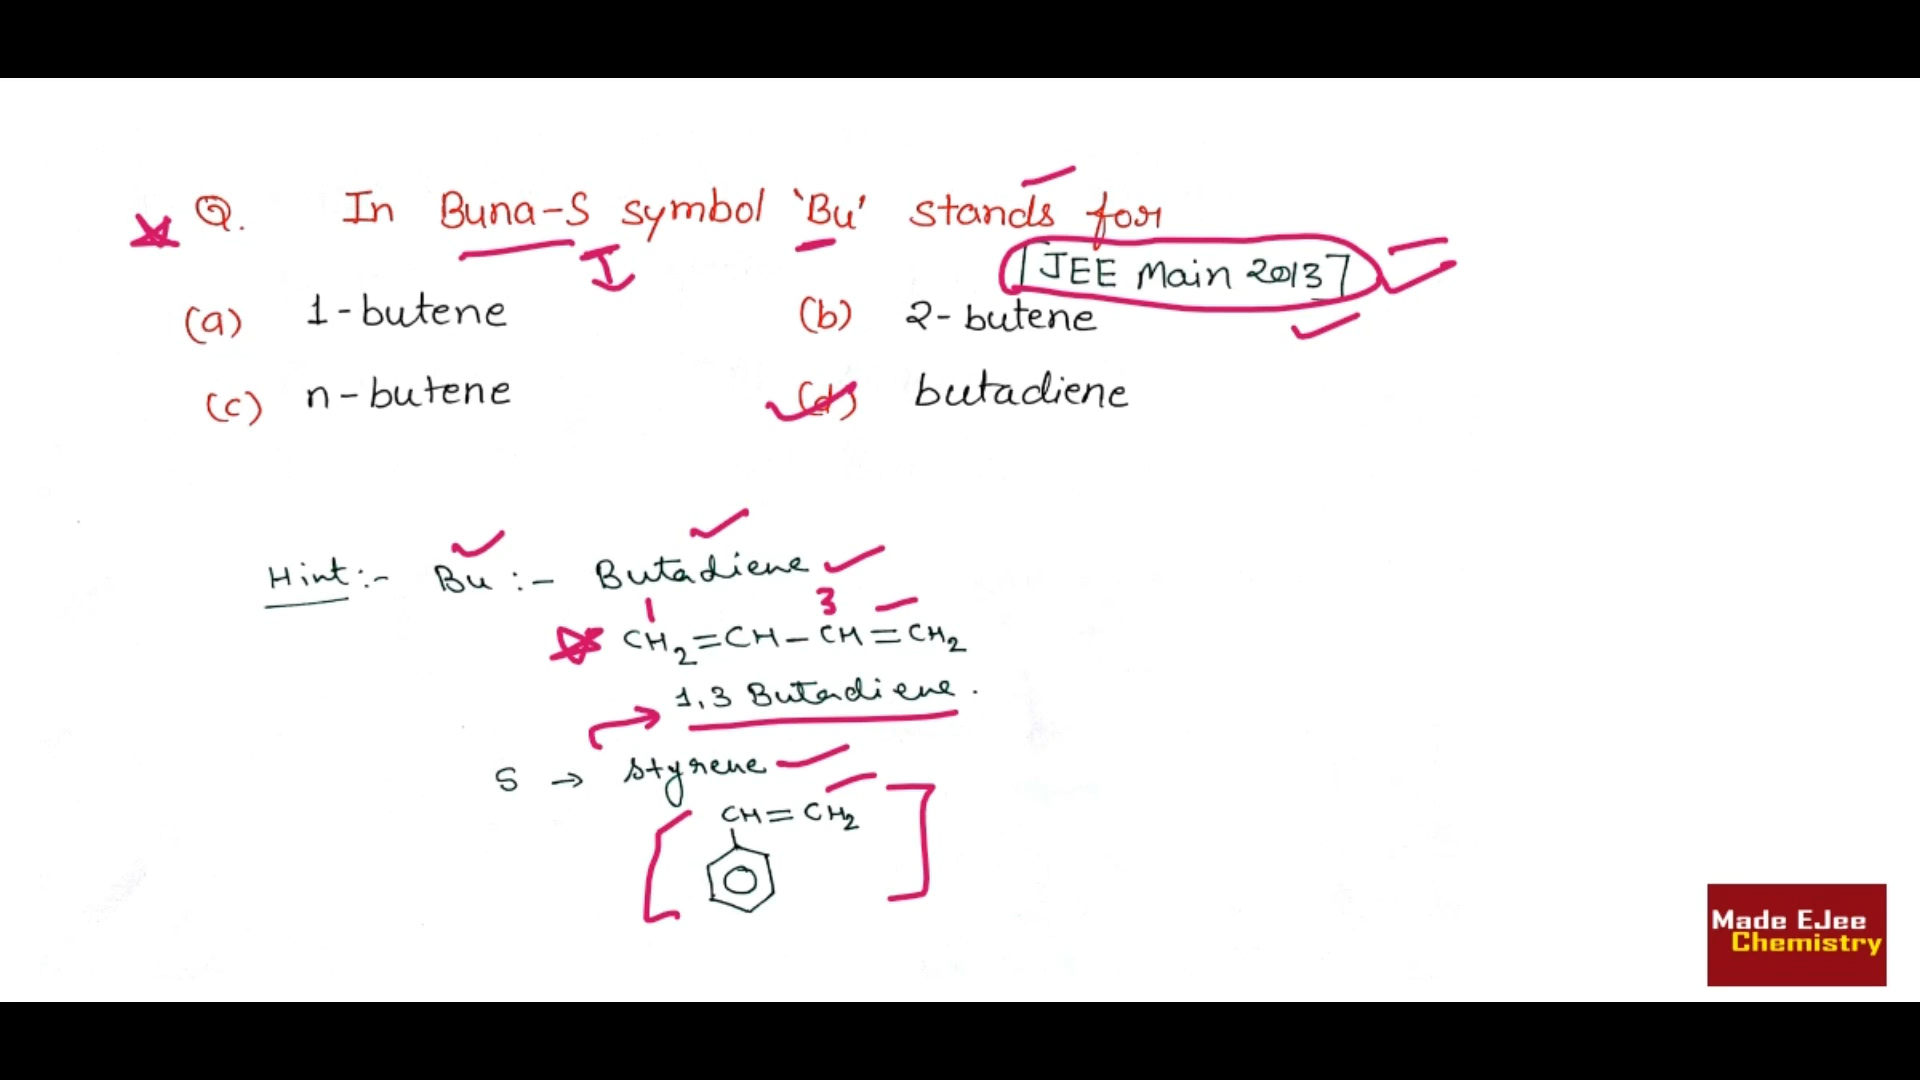 Q. In Buna-S symbol 'Bu' stands for
[JEE Main 2013]
(a) 1-butene (b) 2-butene
(c) n-butene (d) butadiene
Hint:- Bu :- Butadiene
1 3
CH2=CH-CH=CH2
1,3 Butadiene.
S → styrene
CH=CH2
Made EJee
Chemistry